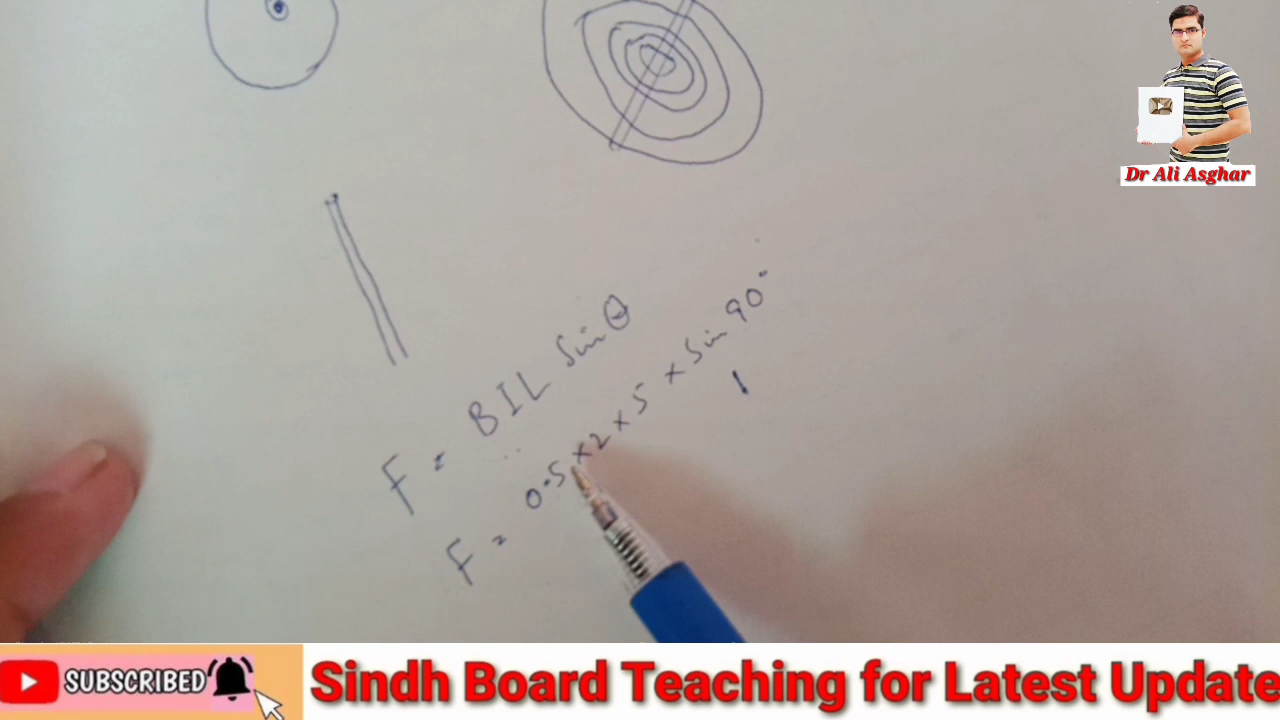 Dr Ali Asghar
F = BIL Sinθ
F = 0.5 × 2 × 5 × Sin 90°
1
SUBSCRIBED
Sindh Board Teaching for Latest Update